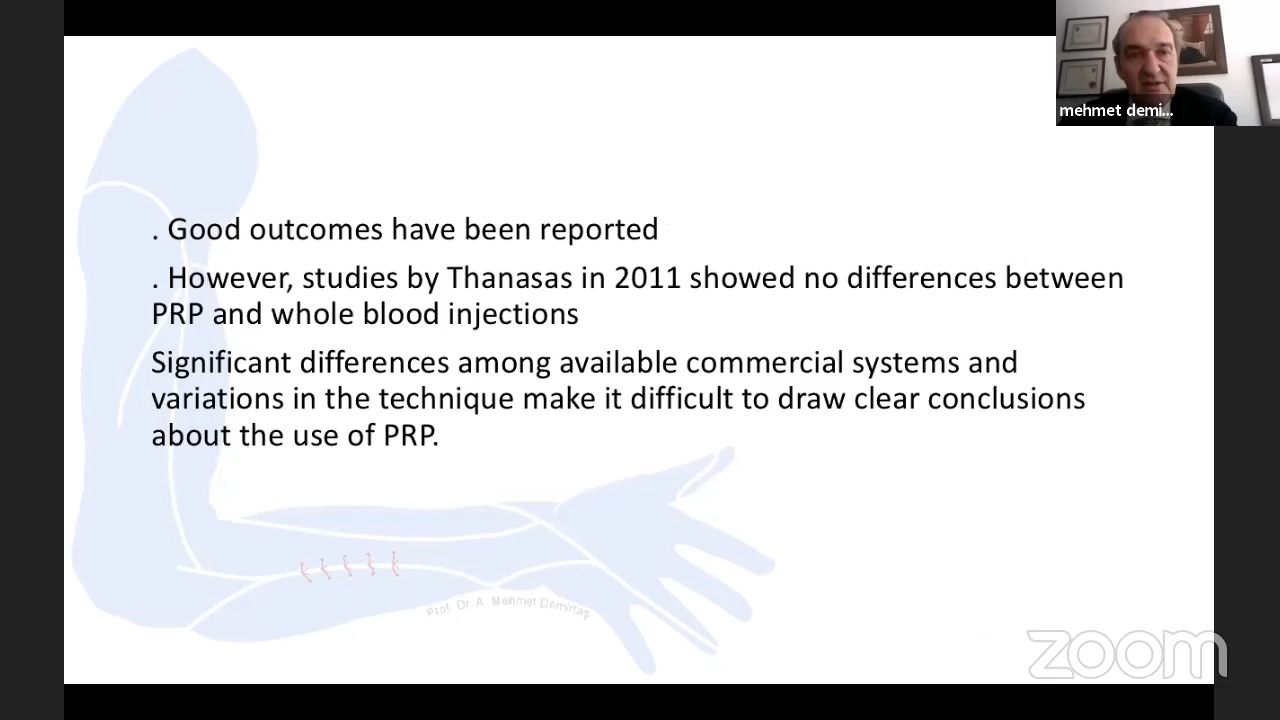 mehmet demi...
. Good outcomes have been reported
. However, studies by Thanasas in 2011 showed no differences between
PRP and whole blood injections
Significant differences among available commercial systems and
variations in the technique make it difficult to draw clear conclusions
about the use of PRP.
Prof. Dr. A. Mehmet Demirtaş
zoom